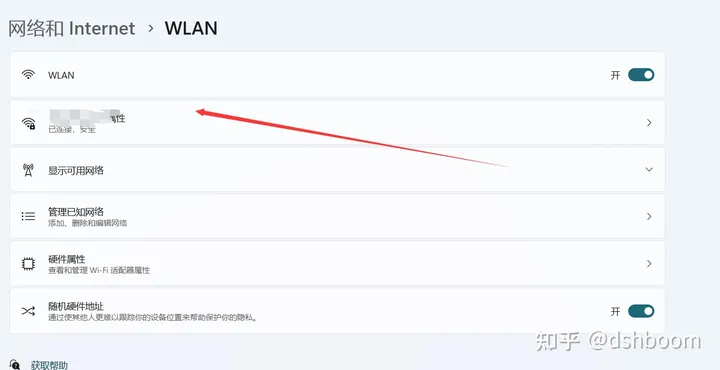 网络和 Internet > WLAN
WLAN
开
属性
已连接，安全
显示可用网络
管理已知网络
添加、删除和编辑网络
硬件属性
查看和管理 Wi-Fi 适配器属性
随机硬件地址
开
通过使其他人更难以跟踪你的设备位置来帮助保护你的隐私。
知乎 @dshboom
获取帮助